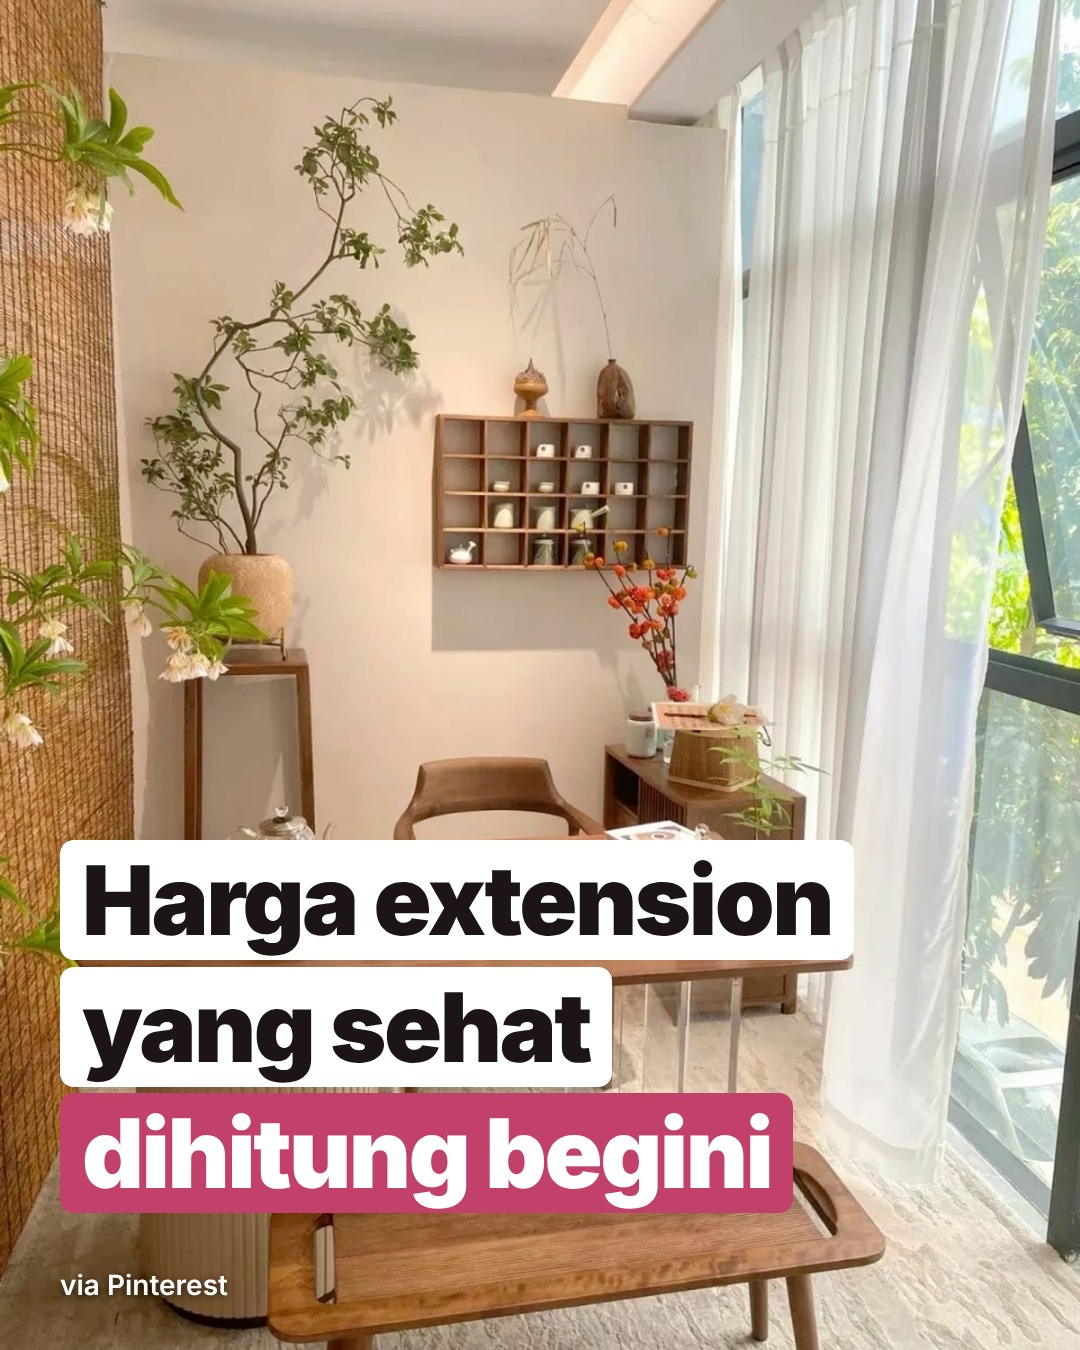 Harga extension
yang sehat
dihitung begini
via Pinterest